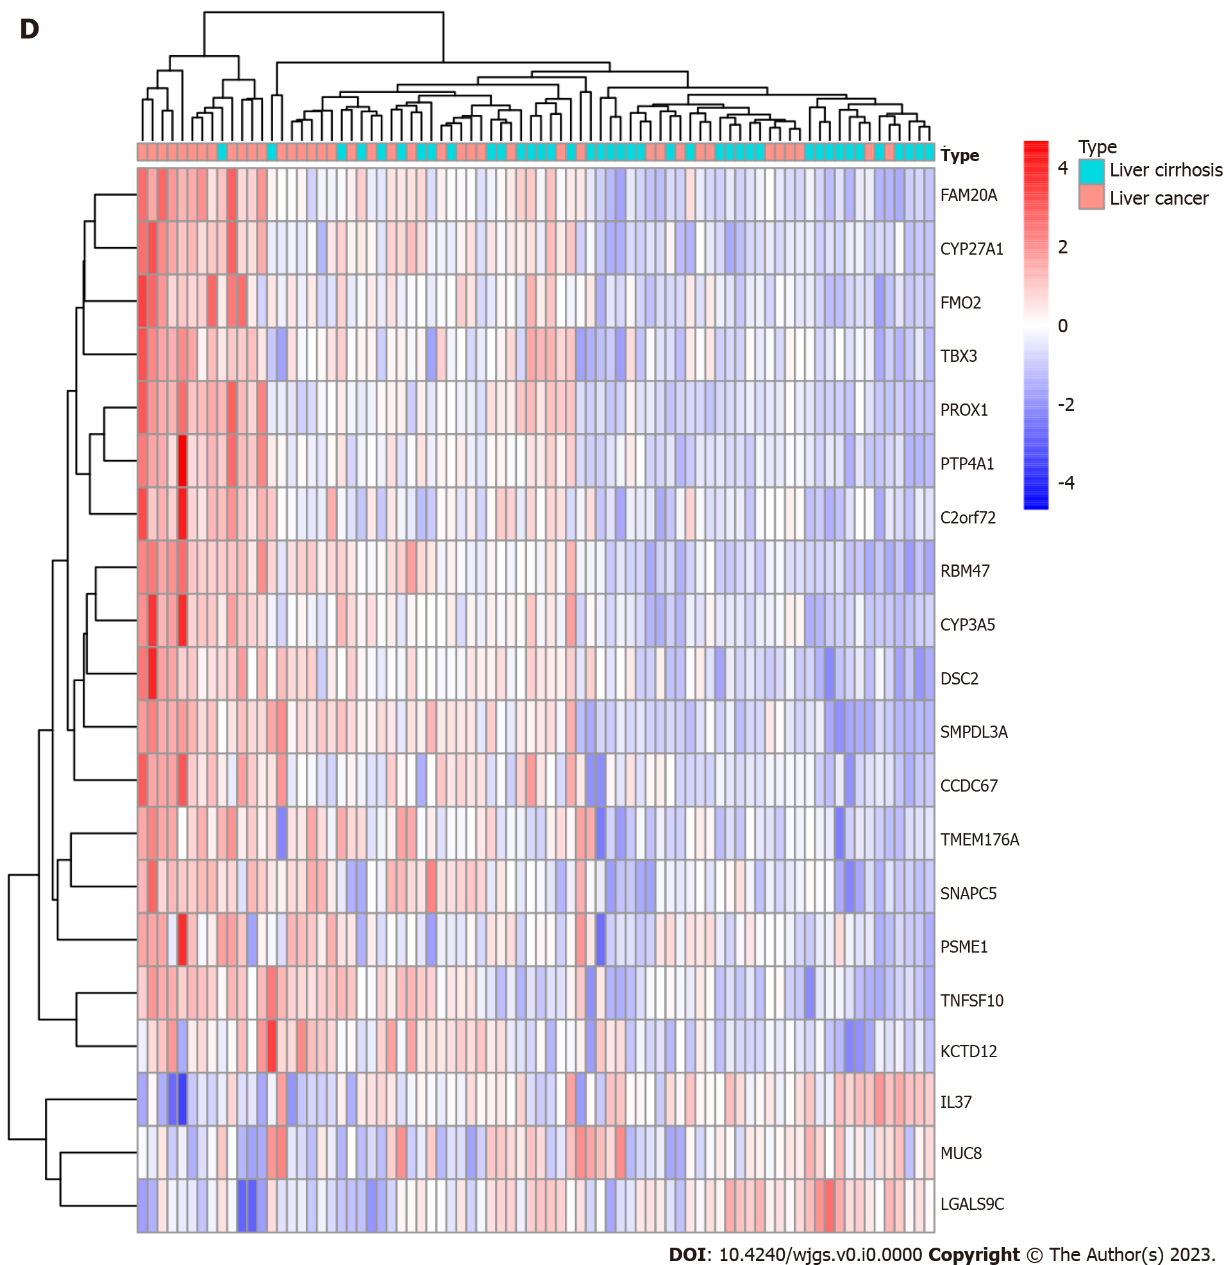 D
Type
Type
Liver cirrhosis
Liver cancer
4
2
0
-2
-4
FAM20A
CYP27A1
FMO2
TBX3
PROX1
PTP4A1
C2orf72
RBM47
CYP3A5
DSC2
SMPDL3A
CCDC67
TMEM176A
SNAPC5
PSME1
TNFSF10
KCTD12
IL37
MUC8
LGALS9C
DOI: 10.4240/wjgs.v0.i0.0000 Copyright © The Author(s) 2023.